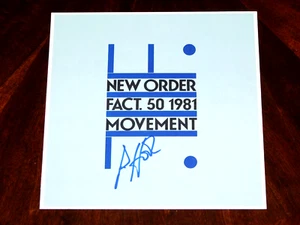 NEW ORDER
FACT. 50 1981
MOVEMENT